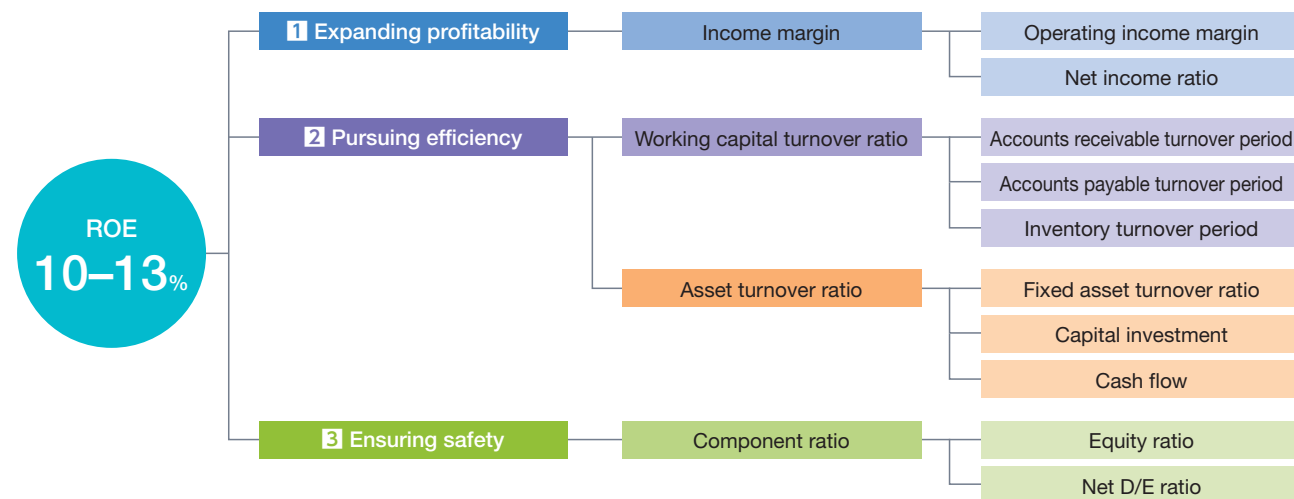 ROE
10–13%
1 Expanding profitability
Income margin
Operating income margin
Net income ratio
2 Pursuing efficiency
Working capital turnover ratio
Accounts receivable turnover period
Accounts payable turnover period
Inventory turnover period
Asset turnover ratio
Fixed asset turnover ratio
Capital investment
Cash flow
3 Ensuring safety
Component ratio
Equity ratio
Net D/E ratio